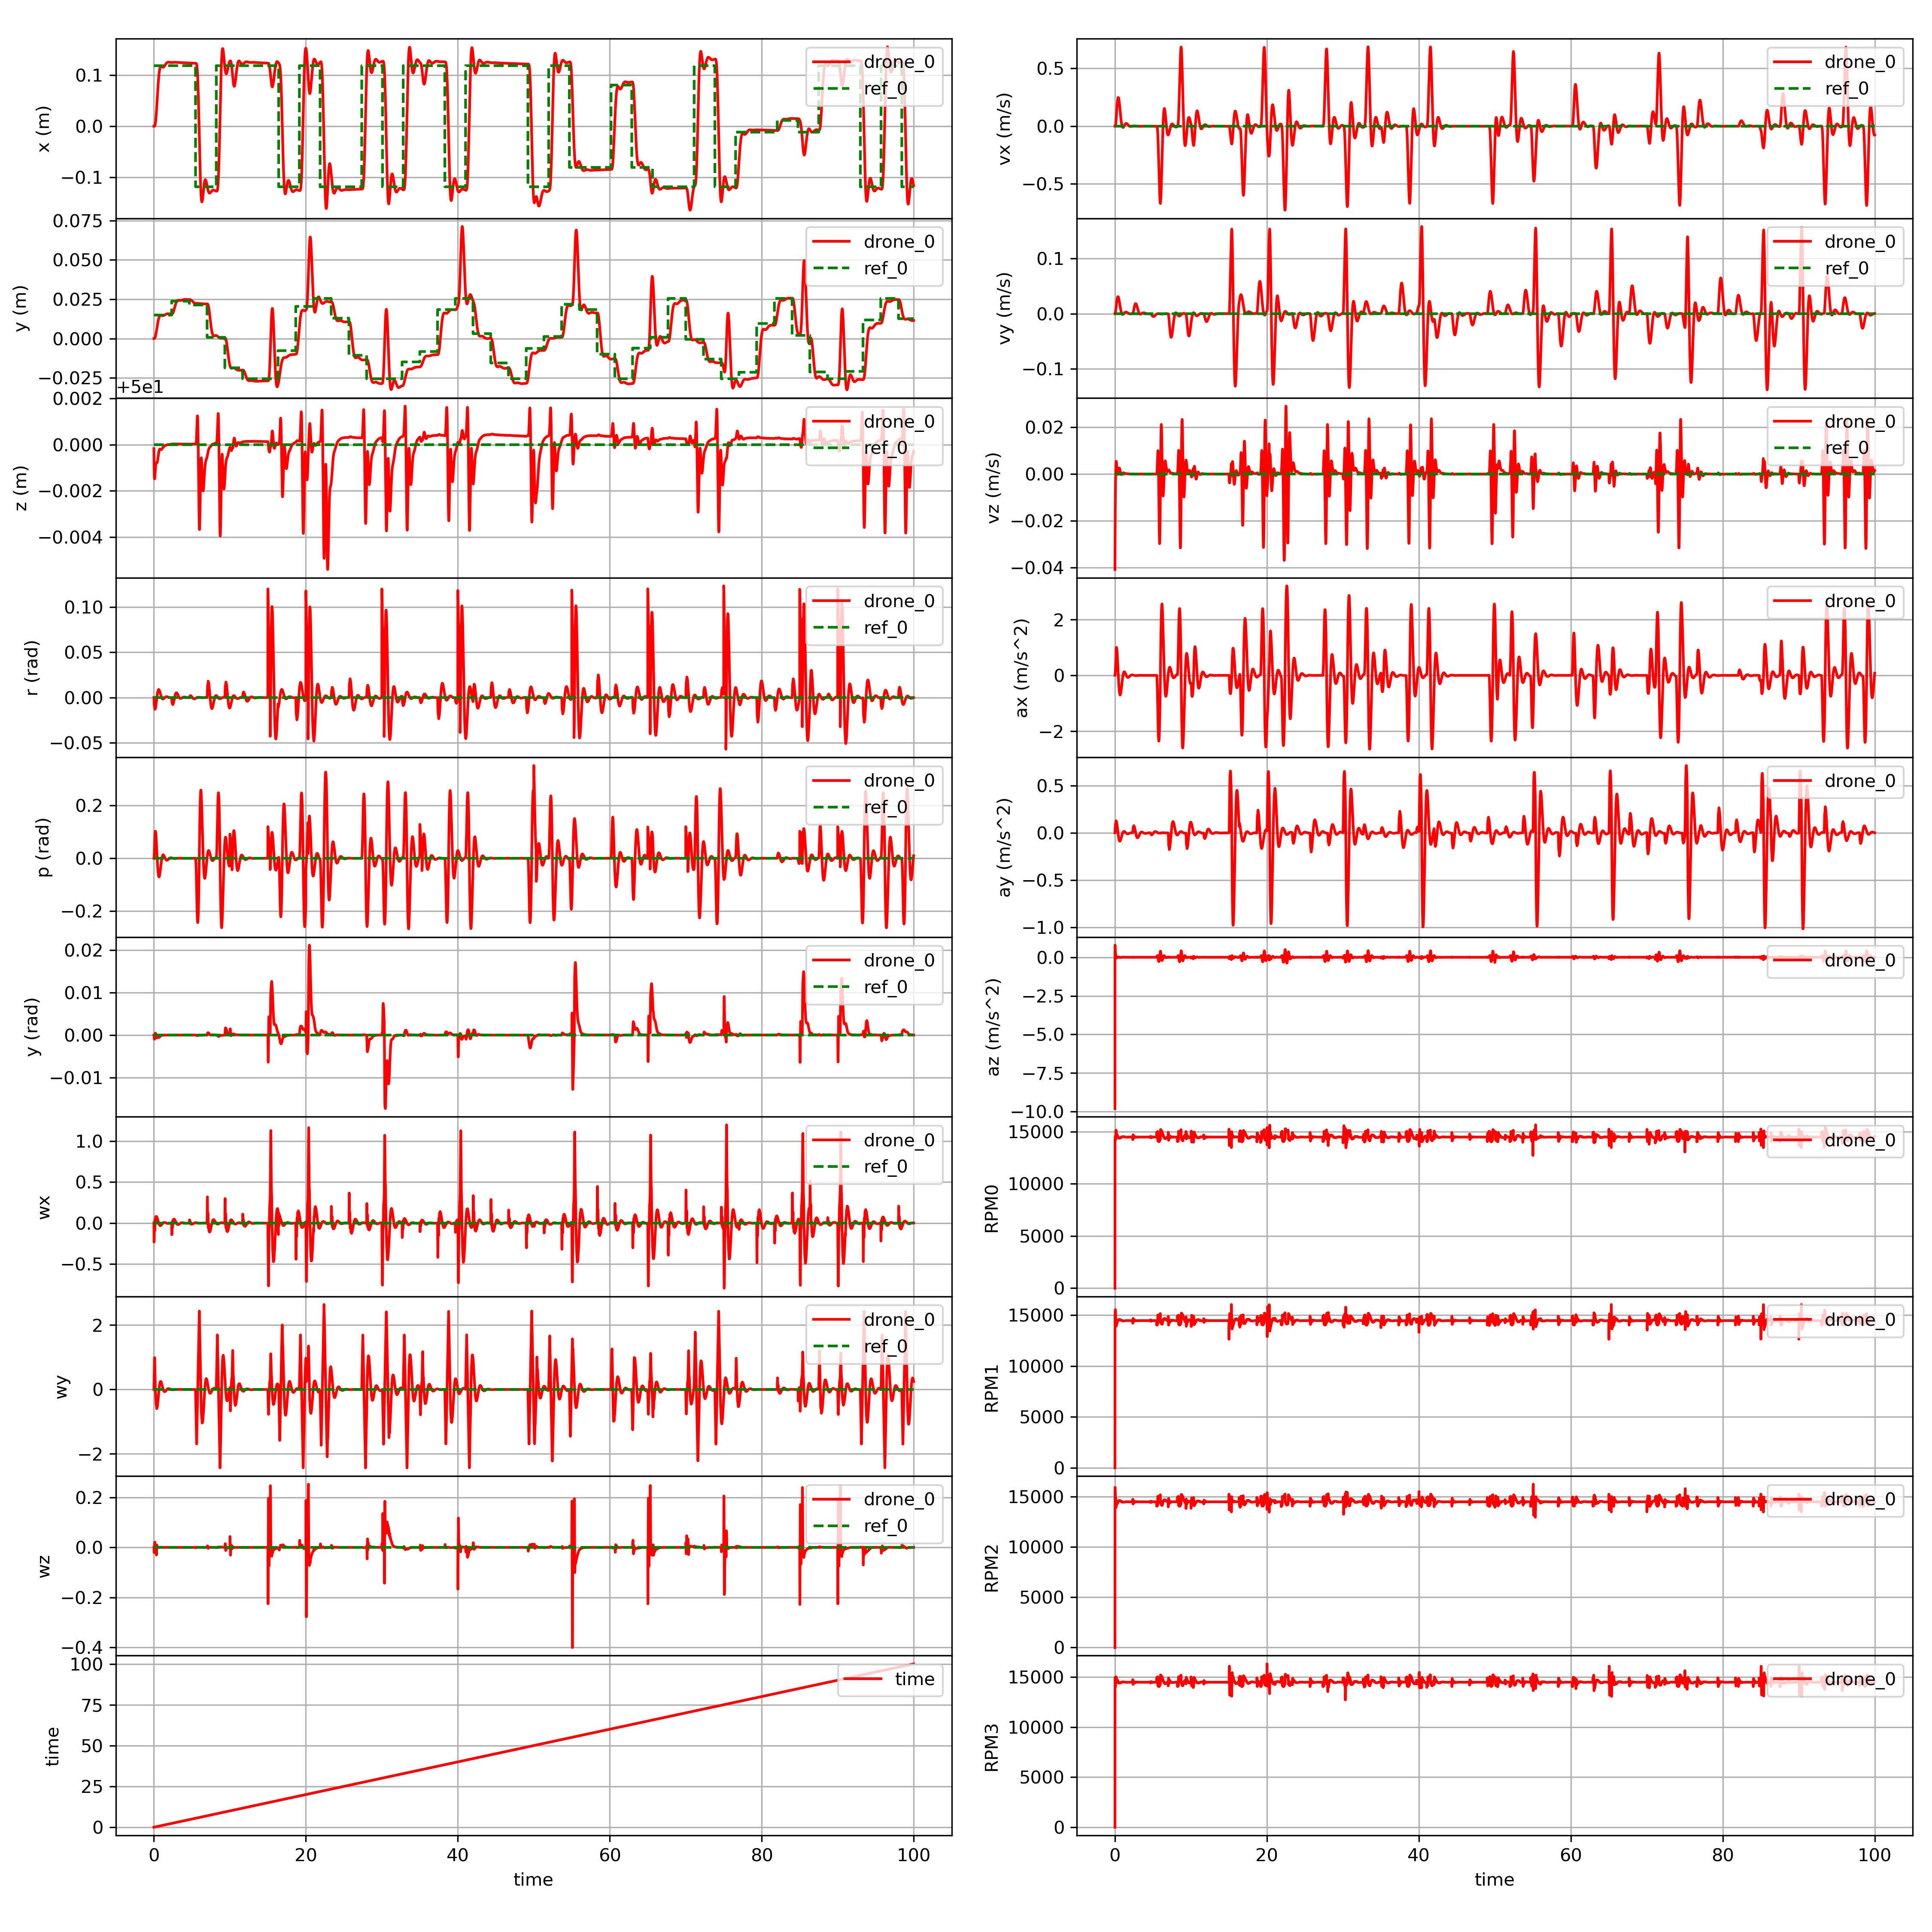 x (m)
0.1
0.0
−0.1
drone_0
ref_0
y (m)
0.075
0.050
0.025
0.000
−0.025
drone_0
ref_0
+5e1
z (m)
0.002
0.000
−0.002
−0.004
drone_0
ref_0
r (rad)
0.10
0.05
0.00
−0.05
drone_0
ref_0
p (rad)
0.2
0.0
−0.2
drone_0
ref_0
y (rad)
0.02
0.01
0.00
−0.01
drone_0
ref_0
wx
1.0
0.5
0.0
−0.5
drone_0
ref_0
wy
2
0
−2
drone_0
ref_0
wz
0.2
0.0
−0.2
−0.4
drone_0
ref_0
time
100
75
50
25
0
time
0 20 40 60 80 100
time
vx (m/s)
0.5
0.0
−0.5
drone_0
ref_0
vy (m/s)
0.1
0.0
−0.1
drone_0
ref_0
vz (m/s)
0.02
0.00
−0.02
−0.04
drone_0
ref_0
ax (m/s^2)
2
0
−2
drone_0
ay (m/s^2)
0.5
0.0
−0.5
−1.0
drone_0
az (m/s^2)
0.0
−2.5
−5.0
−7.5
−10.0
drone_0
RPM0
15000
10000
5000
0
drone_0
RPM1
15000
10000
5000
0
drone_0
RPM2
15000
10000
5000
0
drone_0
RPM3
15000
10000
5000
0
drone_0
0 20 40 60 80 100
time